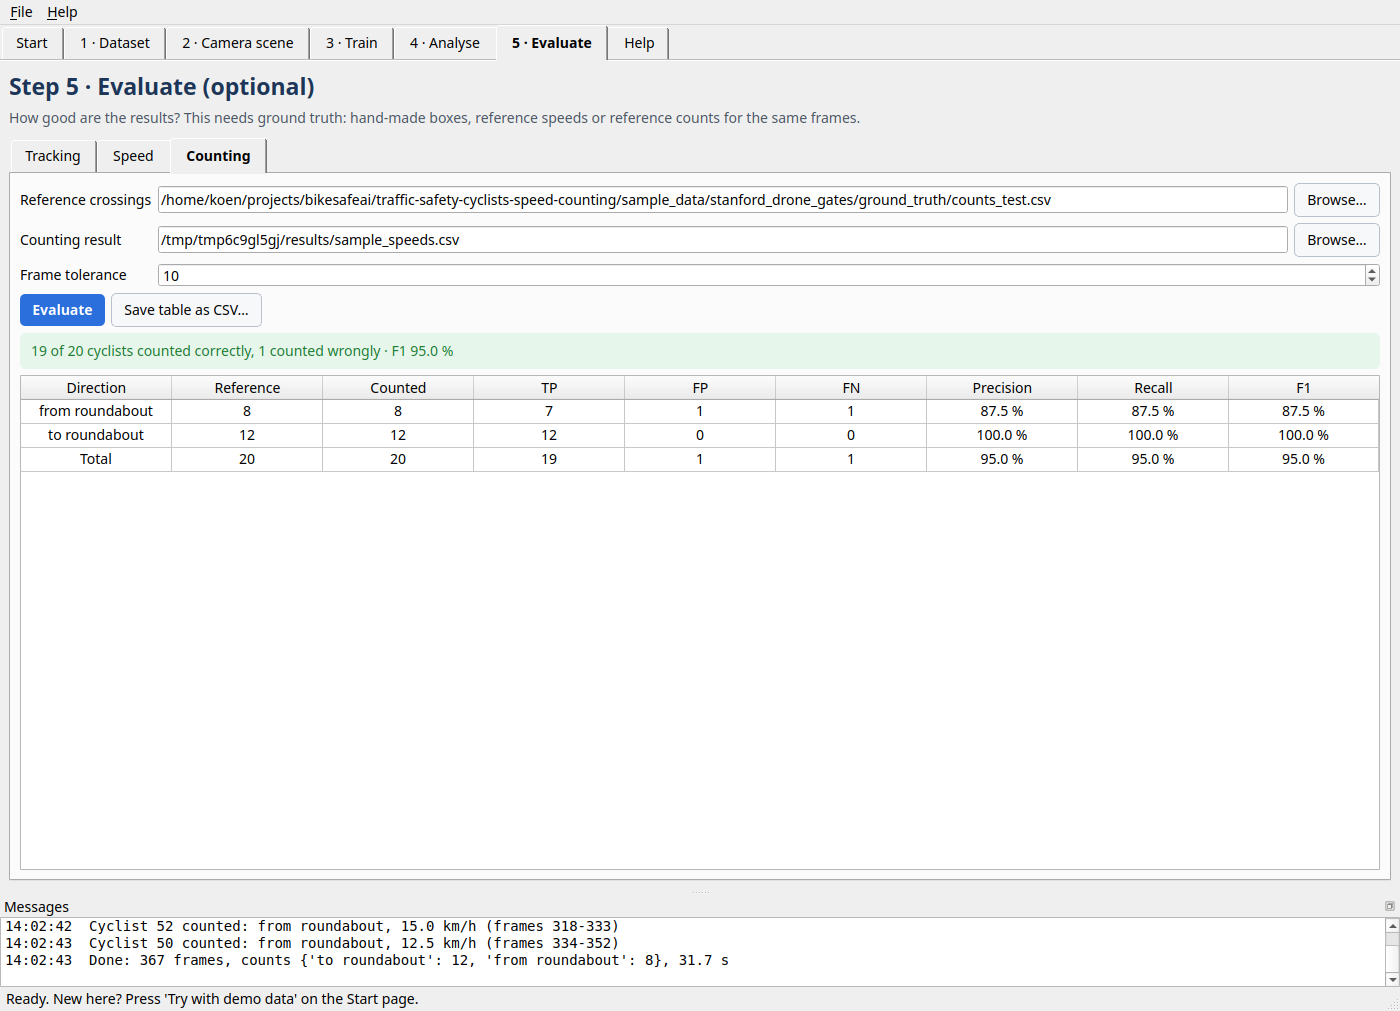 File Help
Start 1 · Dataset 2 · Camera scene 3 · Train 4 · Analyse 5 · Evaluate Help
Step 5 · Evaluate (optional)
How good are the results? This needs ground truth: hand-made boxes, reference speeds or reference counts for the same frames.
Tracking Speed Counting
Reference crossings /home/koen/projects/bikesafeai/traffic-safety-cyclists-speed-counting/sample_data/stanford_drone_gates/ground_truth/counts_test.csv Browse...
Counting result /tmp/tmp6c9gl5gj/results/sample_speeds.csv Browse...
Frame tolerance 10
Evaluate Save table as CSV...
19 of 20 cyclists counted correctly, 1 counted wrongly · F1 95.0 %
Direction Reference Counted TP FP FN Precision Recall F1
from roundabout 8 8 7 1 1 87.5 % 87.5 % 87.5 %
to roundabout 12 12 12 0 0 100.0 % 100.0 % 100.0 %
Total 20 20 19 1 1 95.0 % 95.0 % 95.0 %
Messages
14:02:42 Cyclist 52 counted: from roundabout, 15.0 km/h (frames 318-333)
14:02:43 Cyclist 50 counted: from roundabout, 12.5 km/h (frames 334-352)
14:02:43 Done: 367 frames, counts {'to roundabout': 12, 'from roundabout': 8}, 31.7 s
Ready. New here? Press 'Try with demo data' on the Start page.